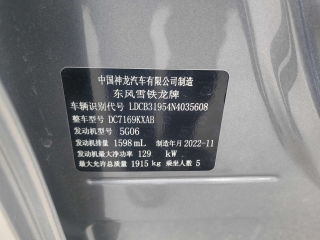 中国神龙汽车有限公司制造
东风雪铁龙牌
车辆识别代号 LDCB31954N4035608
整车型号 DC7169KXAB
发动机型号 5G06
发动机排量 1598 mL 制造年月 2022-11
发动机最大净功率 129 kW
最大允许总质量 1915 kg 乘坐人数 5